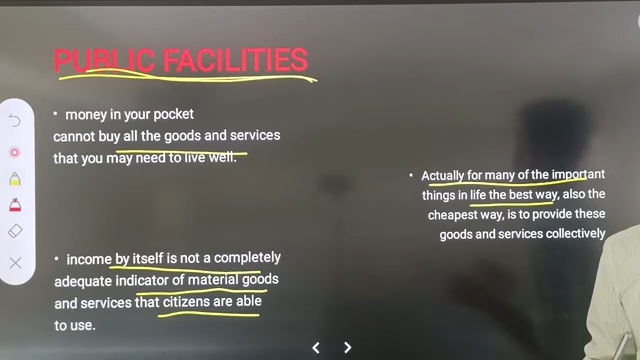 PUBLIC FACILITIES
• money in your pocket
cannot buy all the goods and services
that you may need to live well.
• income by itself is not a completely
adequate indicator of material goods
and services that citizens are able
to use.
• Actually for many of the important
things in life the best way, also the
cheapest way, is to provide these
goods and services collectively